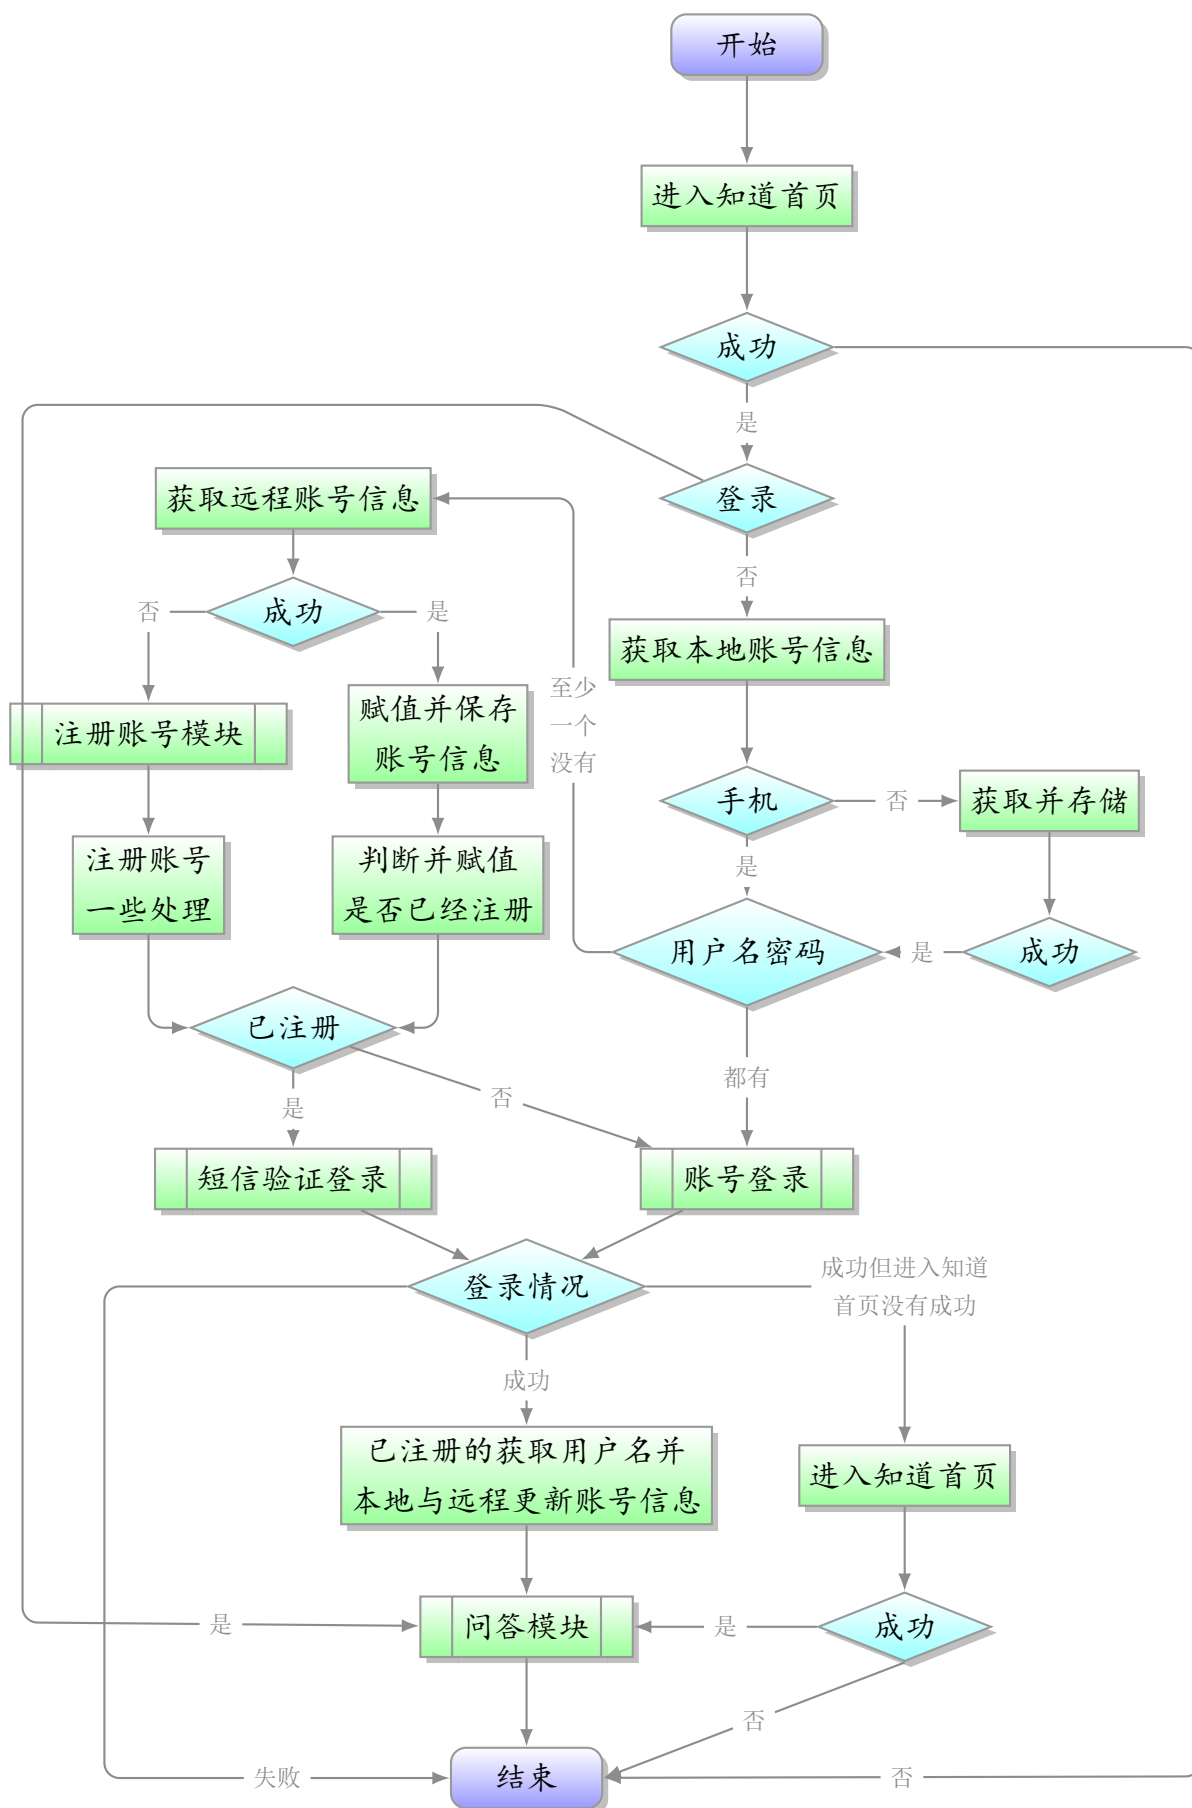 开始
进入知道首页
成功
是
登录
获取远程账号信息
否
成功
否
是
获取本地账号信息
至少
一个
没有
赋值并保存
账号信息
注册账号模块
手机
否
获取并存储
是
注册账号
一些处理
判断并赋值
是否已经注册
用户名密码
是
成功
已注册
都有
是
否
短信验证登录
账号登录
登录情况
成功但进入知道
首页没有成功
成功
已注册的获取用户名并
本地与远程更新账号信息
进入知道首页
是
问答模块
是
成功
否
失败
结束
否